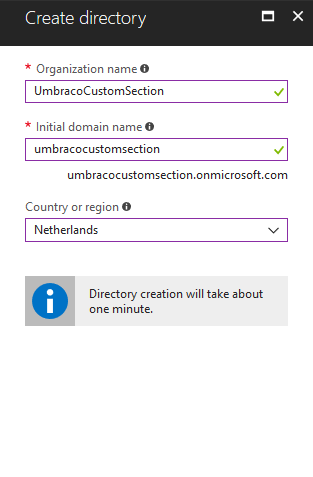 Create directory
* Organization name
UmbracoCustomSection
* Initial domain name
umbracocustomsection
umbracocustomsection.onmicrosoft.com
Country or region
Netherlands
Directory creation will take about
one minute.